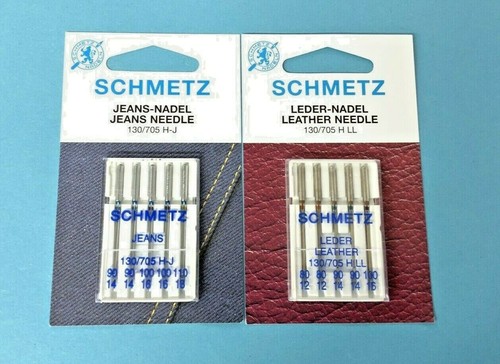 SCHMETZ
JEANS-NADEL
JEANS NEEDLE
130/705 H-J
SCHMETZ
JEANS
130/705 H-J
90 90 100 100 110
14 14 16 16 18
SCHMETZ
LEDER-NADEL
LEATHER NEEDLE
130/705 H LL
SCHMETZ
LEDER
LEATHER
130/705 H LL
80 80 90 90 100
12 12 14 14 16